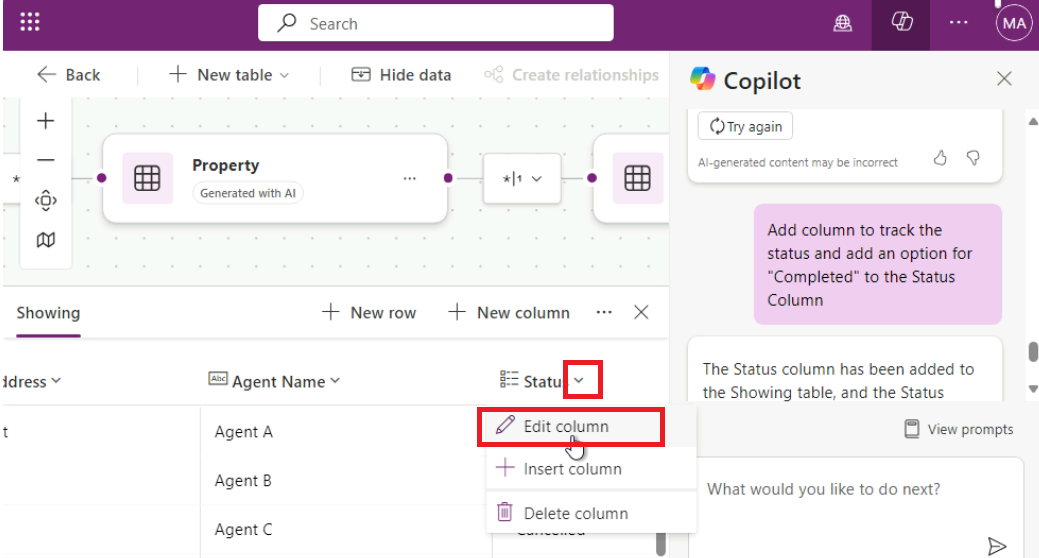 Search
MA
Back
New table
Hide data
Create relationships
Copilot
Try again
AI-generated content may be incorrect
*
Property
Generated with AI
*|1
Add column to track the
status and add an option for
"Completed" to the Status
Column
Showing
New row
New column
The Status column has been added to
the Showing table, and the Status
ddress
Abc Agent Name
Status
t
Agent A
Agent B
Agent C
Edit column
Insert column
Delete column
Cancelled
View prompts
What would you like to do next?